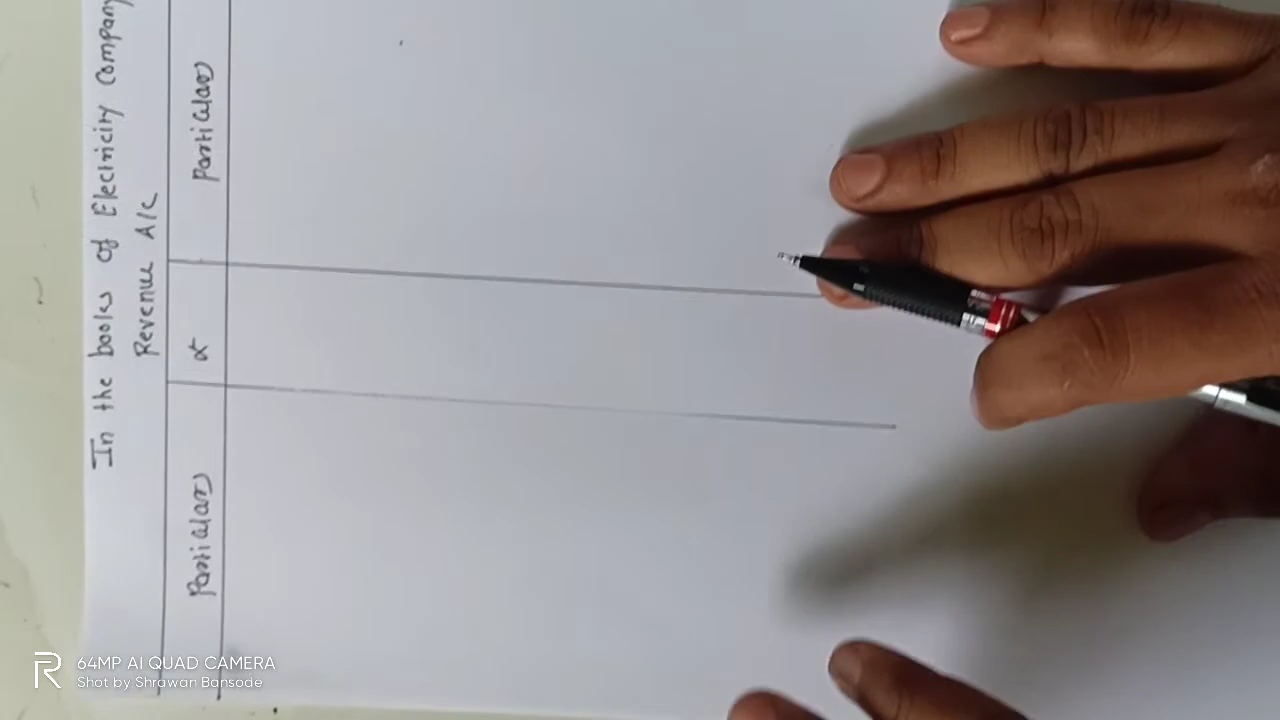 In the books of Electricity Company
Revenue A/c
Particulars Particulars
64MP AI QUAD CAMERA
Shot by Shrawan Bansode